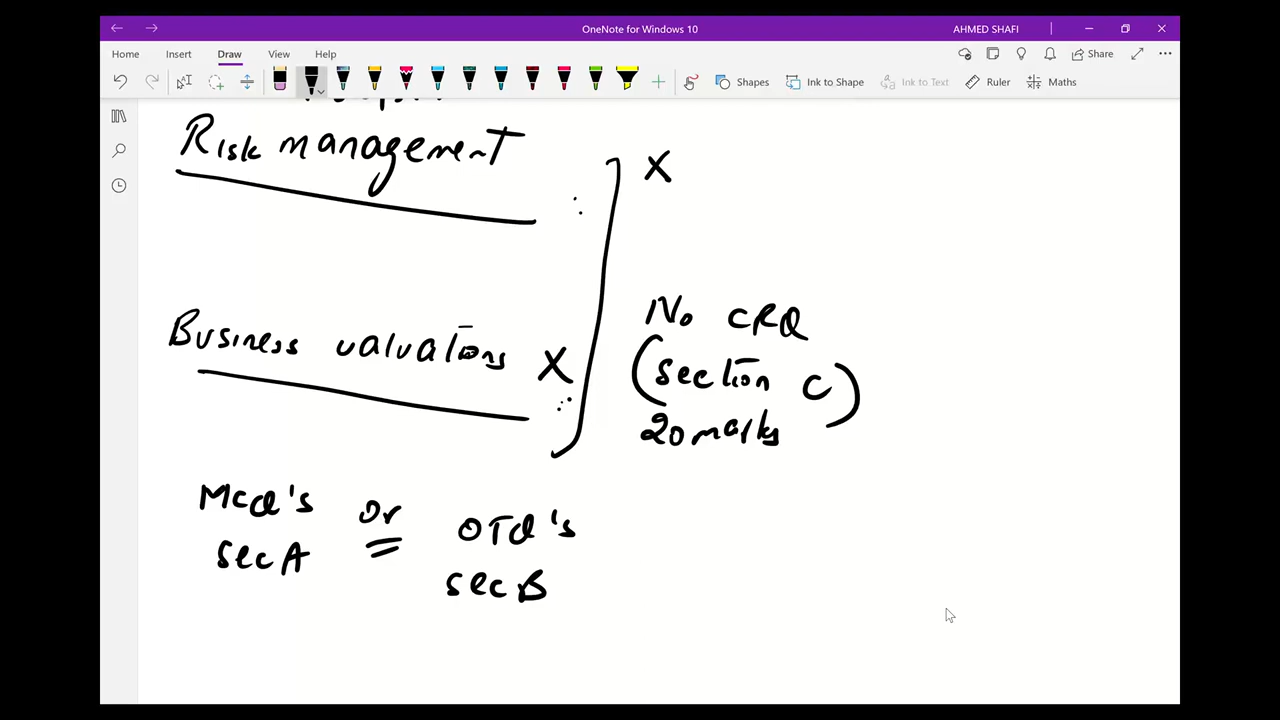 OneNote for Windows 10
AHMED SHAFI
Home Insert Draw View Help
Share
Shapes Ink to Shape Ink to Text Ruler Maths
Risk management
X
Business valuations X
No CRQ
(section C)
20 marks
MCQ's or OTQ's
sec A
sec B